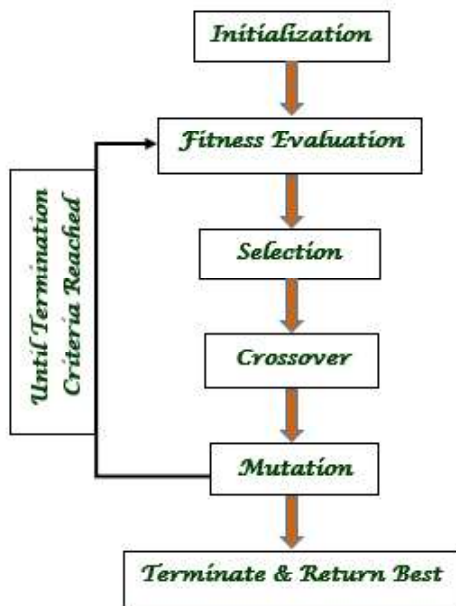 Initialization
Fitness Evaluation
Until Termination
Criteria Reached
Selection
Crossover
Mutation
Terminate & Return Best